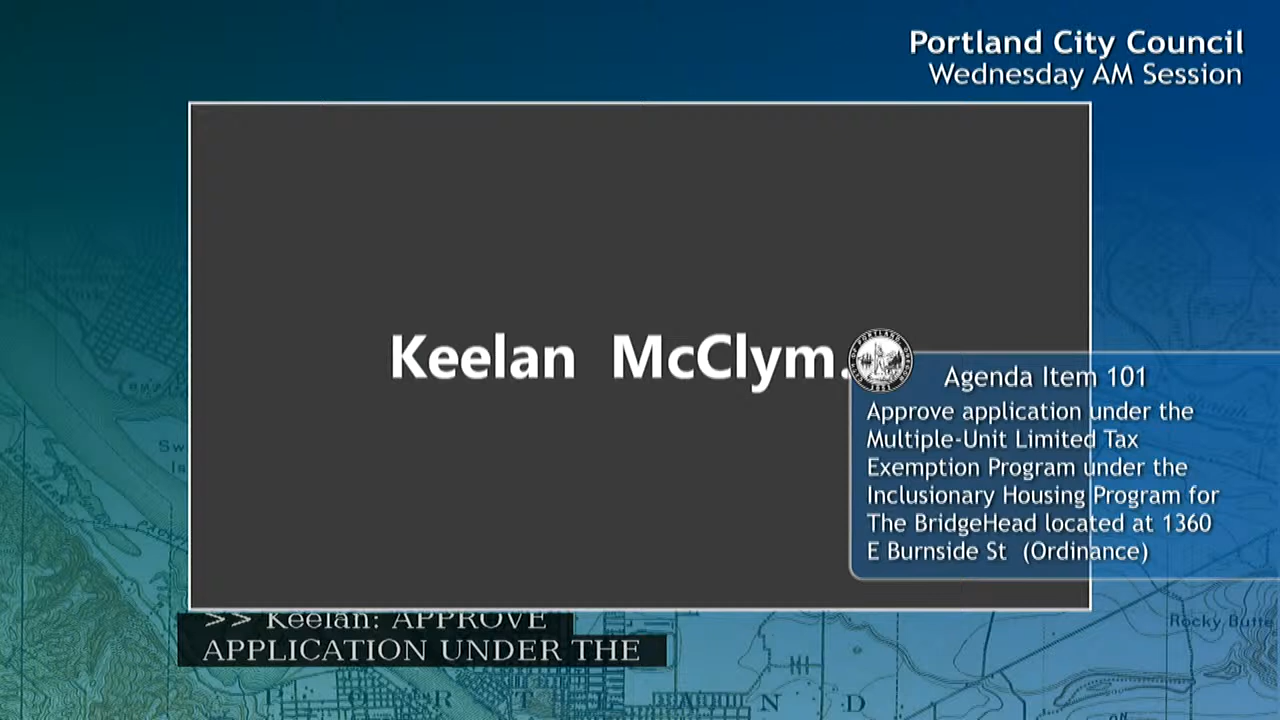 Portland City Council
Wednesday AM Session
Keelan McClym.
Agenda Item 101
Approve application under the
Multiple-Unit Limited Tax
Exemption Program under the
Inclusionary Housing Program for
The BridgeHead located at 1360
E Burnside St (Ordinance)
>> Keelan: APPROVE
APPLICATION UNDER THE
Rocky Butte
P O R T L A N D